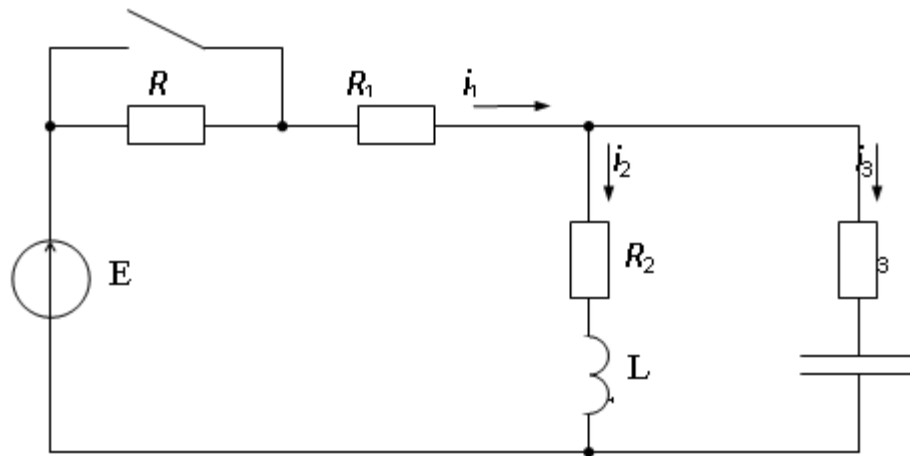 R R₁ i₁
i₂ i₃
E R₂ ₃
L